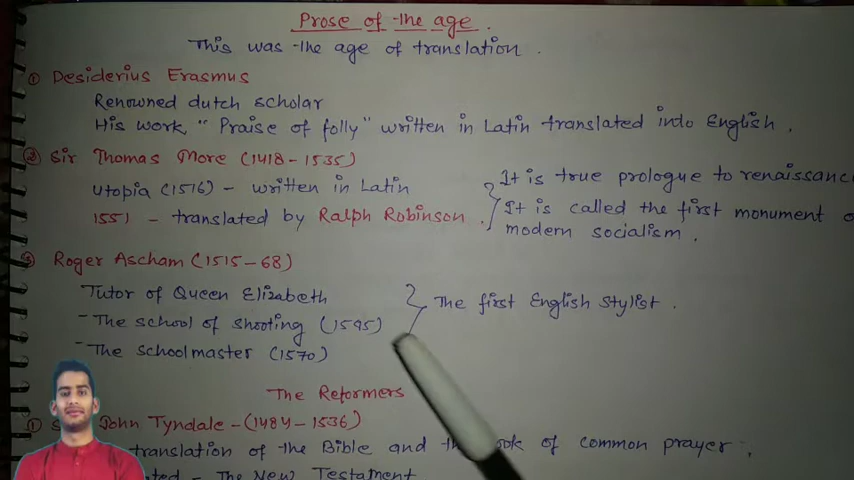 Prose of the age
This was the age of translation.
① Desiderius Erasmus
Renowned dutch scholar
His work "Praise of folly" written in Latin translated into English.
② Sir Thomas More (1418-1535)
Utopia (1516) - written in Latin
1551 - translated by Ralph Robinson.
It is true prologue to renaissance
It is called the first monument o
modern socialism.
③ Roger Ascham (1515-68)
Tutor of Queen Elizabeth
- The school of shooting (1595)
- The schoolmaster (1570)
The first English stylist.
The Reformers
① John Tyndale - (1484-1536)
translation of the Bible and the book of common prayer.
The New Testament